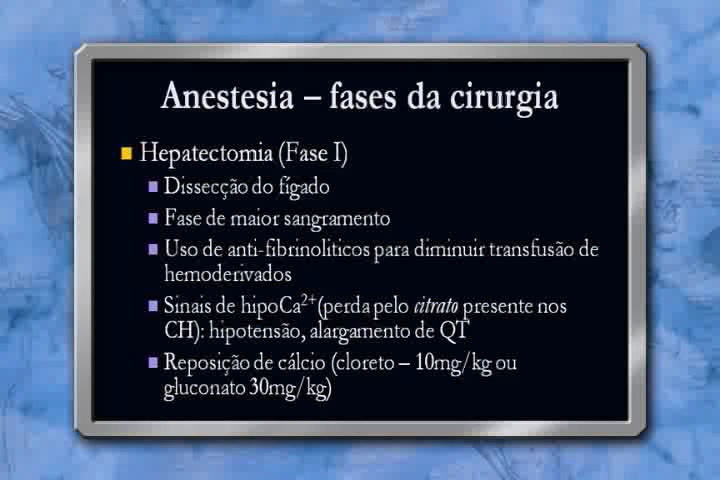 Anestesia – fases da cirurgia
Hepatectomia (Fase I)
Dissecção do fígado
Fase de maior sangramento
Uso de anti-fibrinolíticos para diminuir transfusão de
hemoderivados
Sinais de hipoCa²⁺(perda pelo citrato presente nos
CH): hipotensão, alargamento de QT
Reposição de cálcio (cloreto – 10mg/kg ou
gluconato 30mg/kg)